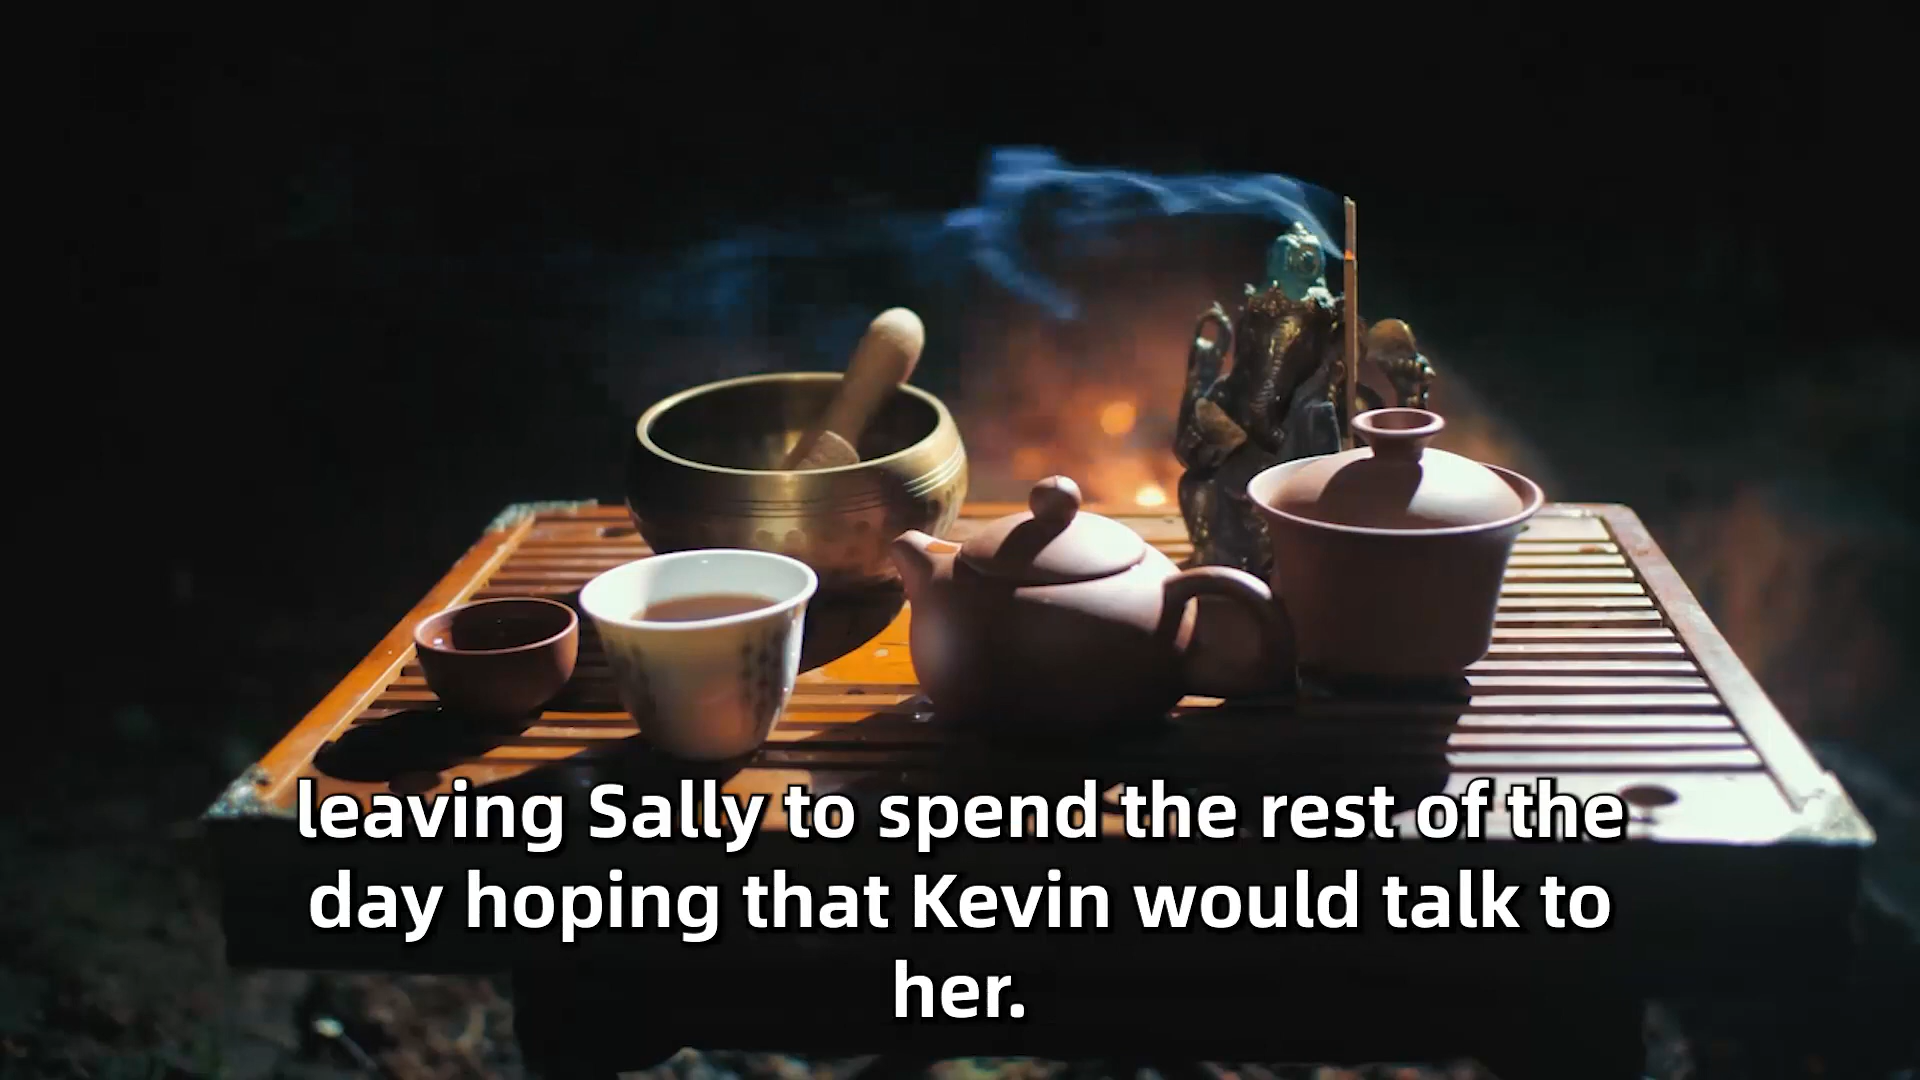 leaving Sally to spend the rest of the
day hoping that Kevin would talk to
her.